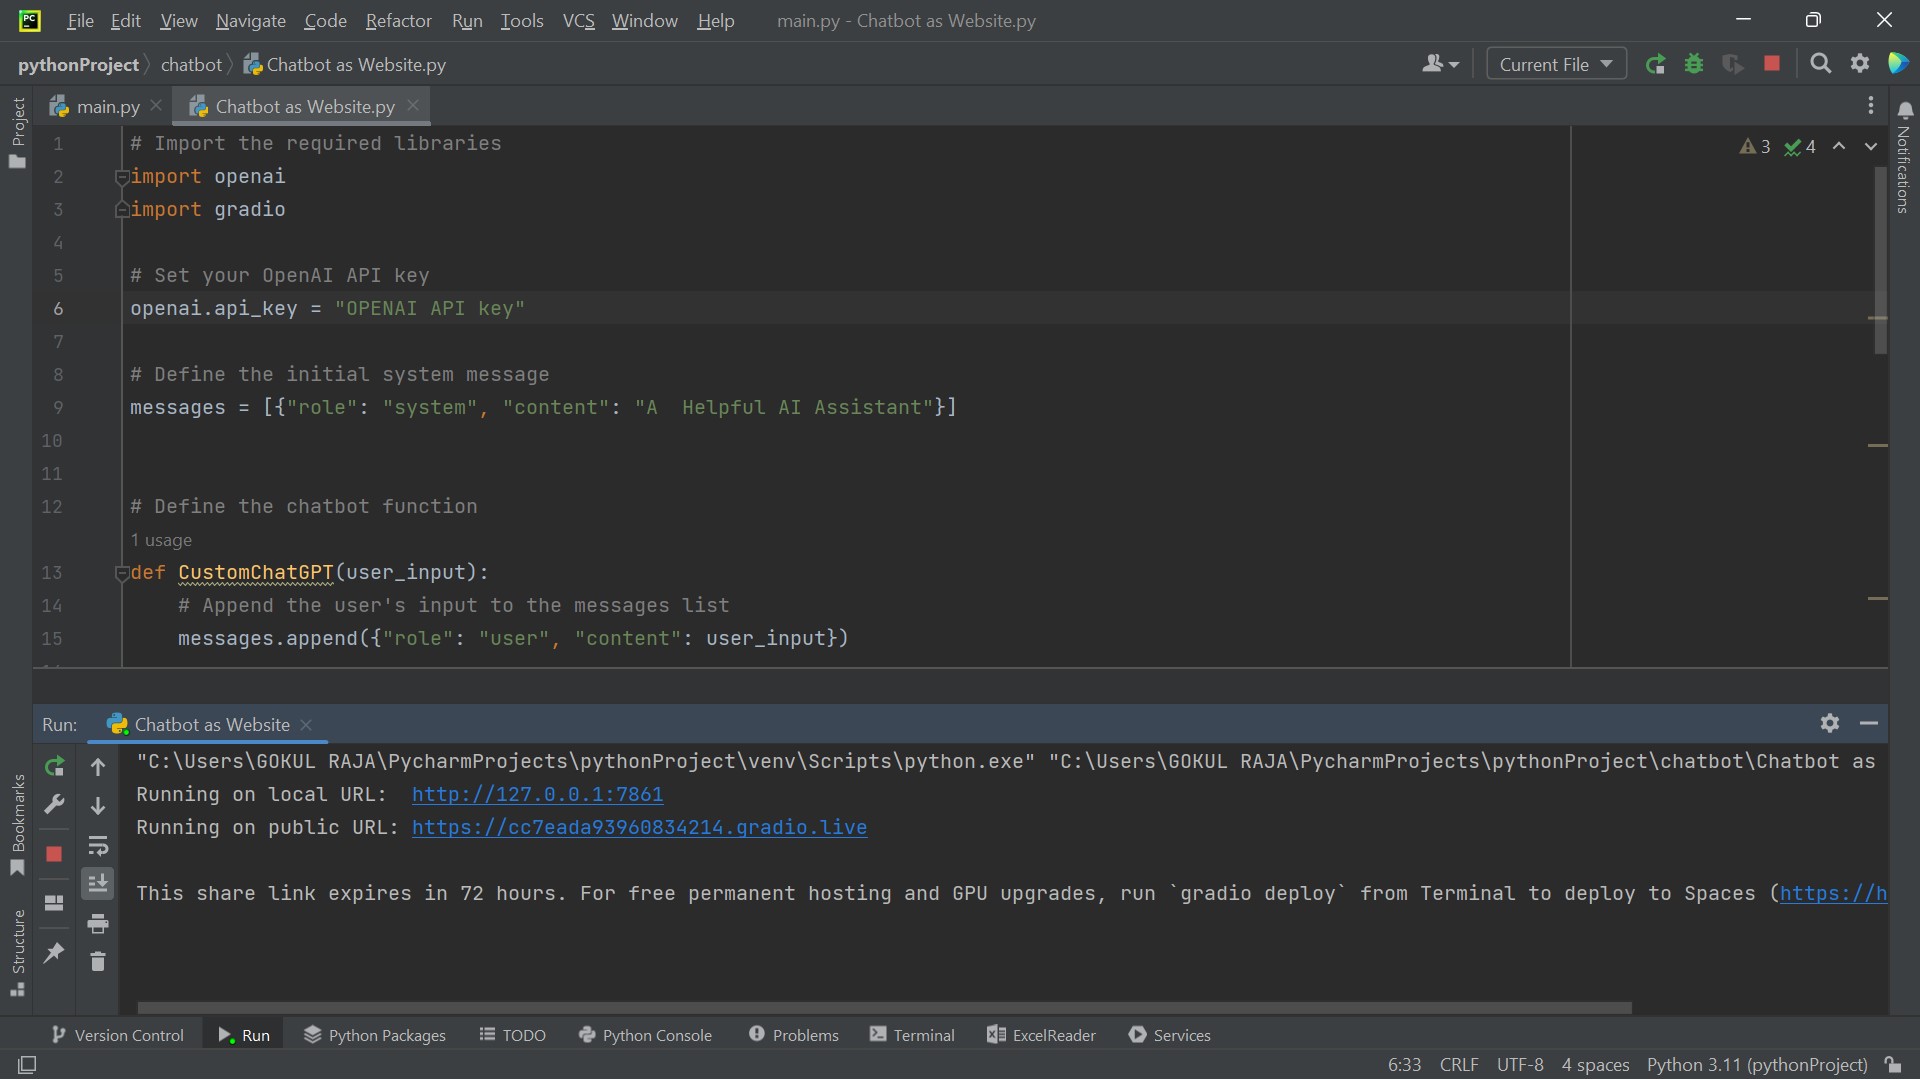 PC File Edit View Navigate Code Refactor Run Tools VCS Window Help main.py - Chatbot as Website.py
pythonProject chatbot Chatbot as Website.py Current File
main.py Chatbot as Website.py
Project
Notifications
3 4
1 # Import the required libraries
2 import openai
3 import gradio
4
5 # Set your OpenAI API key
6 openai.api_key = "OPENAI API key"
7
8 # Define the initial system message
9 messages = [{"role": "system", "content": "A  Helpful AI Assistant"}]
10
11
12 # Define the chatbot function
1 usage
13 def CustomChatGPT(user_input):
14 # Append the user's input to the messages list
15 messages.append({"role": "user", "content": user_input})
Run: Chatbot as Website
"C:\Users\GOKUL RAJA\PycharmProjects\pythonProject\venv\Scripts\python.exe" "C:\Users\GOKUL RAJA\PycharmProjects\pythonProject\chatbot\Chatbot as
Running on local URL:  http://127.0.0.1:7861
Running on public URL: https://cc7eada93960834214.gradio.live
This share link expires in 72 hours. For free permanent hosting and GPU upgrades, run `gradio deploy` from Terminal to deploy to Spaces (https://h
Bookmarks
Structure
Version Control Run Python Packages TODO Python Console Problems Terminal ExcelReader Services
6:33 CRLF UTF-8 4 spaces Python 3.11 (pythonProject)